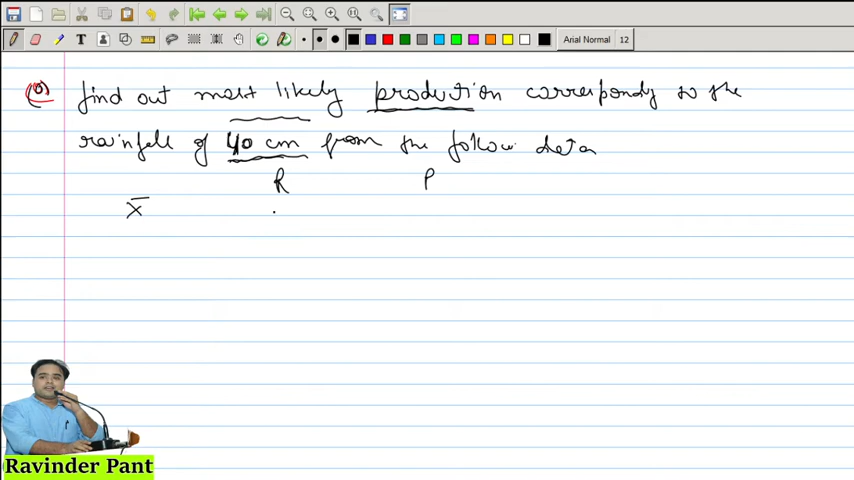 Arial Normal 12
Q) find out most likely production correspondy to the
rainfall of 40 cm from the follow data
R P
X̄
Ravinder Pant